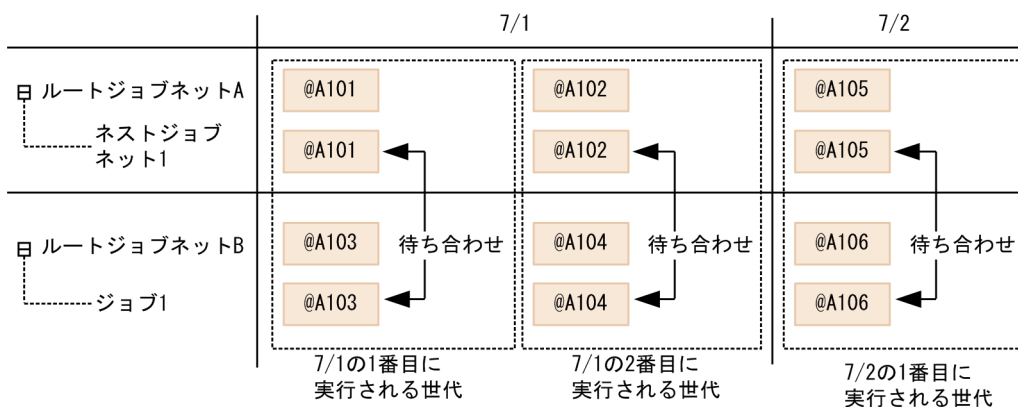 7/1
7/2
ルートジョブネットA
@A101
@A102
@A105
ネストジョブ
ネット1
@A101
@A102
@A105
ルートジョブネットB
@A103
待ち合わせ
@A104
待ち合わせ
@A106
待ち合わせ
ジョブ1
@A103
@A104
@A106
7/1の1番目に
実行される世代
7/1の2番目に
実行される世代
7/2の1番目に
実行される世代